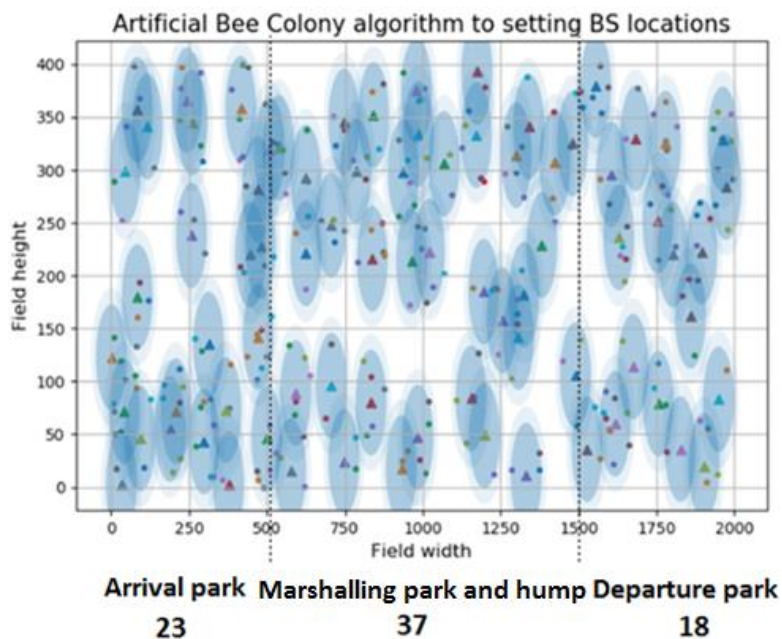 Artificial Bee Colony algorithm to setting BS locations
400
350
300
250
200
150
100
50
0
Field height
0 250 500 750 1000 1250 1500 1750 2000
Field width
Arrival park Marshalling park and hump Departure park
23 37 18